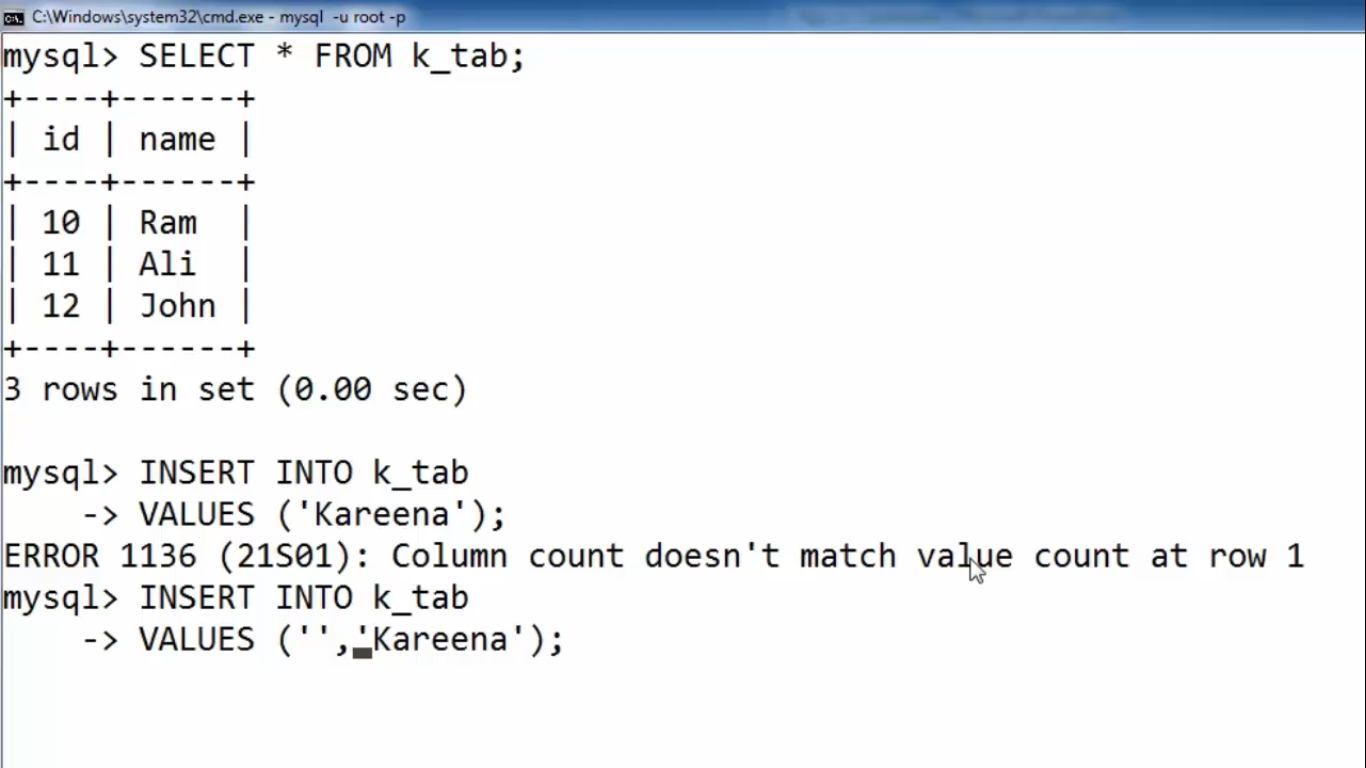 C:\Windows\system32\cmd.exe - mysql -u root -p
mysql> SELECT * FROM k_tab;
+----+------+
| id | name |
+----+------+
| 10 | Ram  |
| 11 | Ali  |
| 12 | John |
+----+------+
3 rows in set (0.00 sec)

mysql> INSERT INTO k_tab
    -> VALUES ('Kareena');
ERROR 1136 (21S01): Column count doesn't match value count at row 1
mysql> INSERT INTO k_tab
    -> VALUES ('','Kareena');